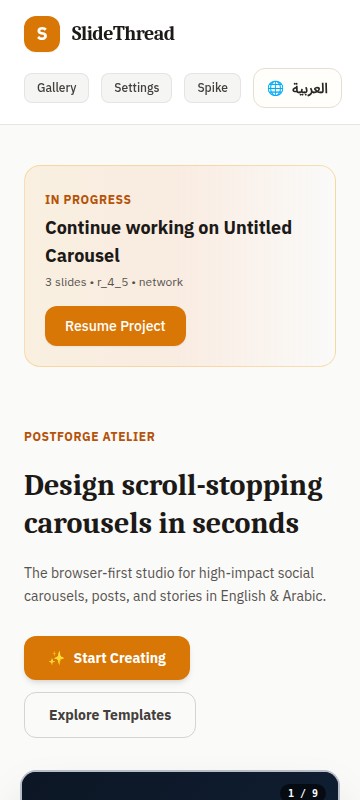 S SlideThread
Gallery Settings Spike 🌐 العربية
IN PROGRESS
Continue working on Untitled
Carousel
3 slides • r_4_5 • network
Resume Project
POSTFORGE ATELIER
Design scroll-stopping
carousels in seconds
The browser-first studio for high-impact social
carousels, posts, and stories in English & Arabic.
✨ Start Creating
Explore Templates
1 / 9